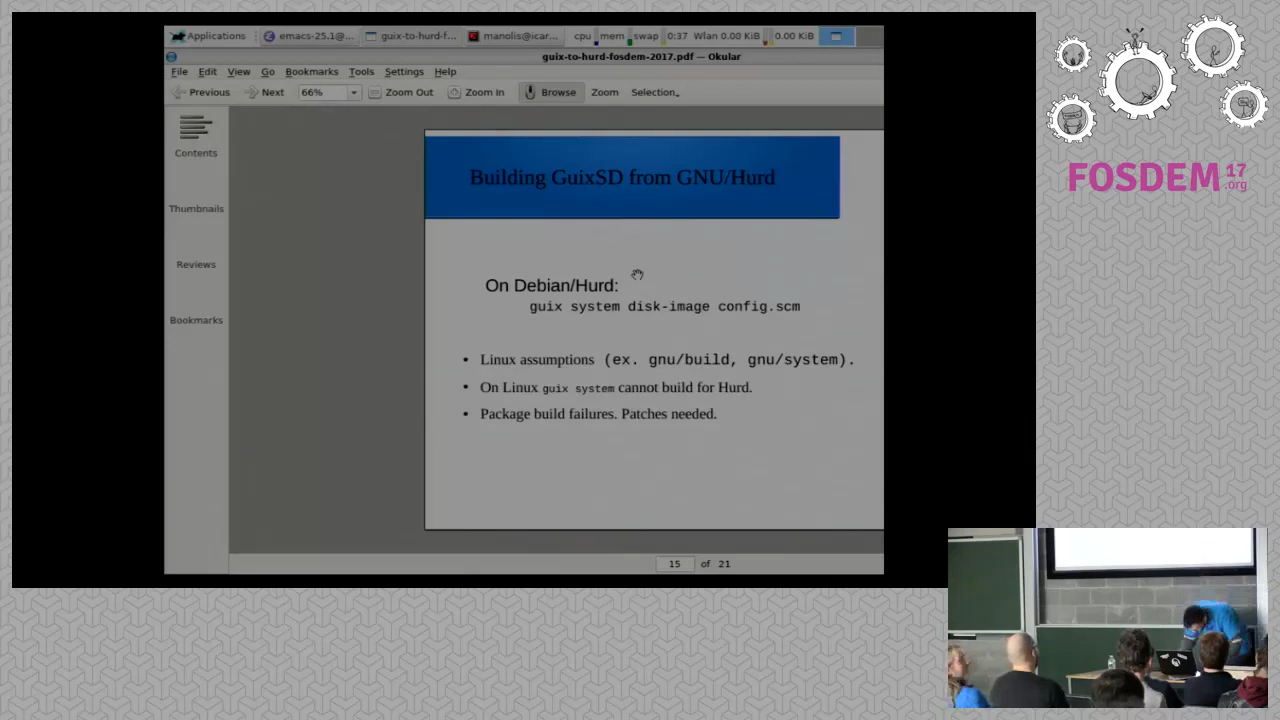 Applications
emacs-25.1@...
guix-to-hurd-f...
manolis@icar...
cpu mem swap 0:37 Wlan 0.00 KiB 0.00 KiB
guix-to-hurd-fosdem-2017.pdf — Okular
File Edit View Go Bookmarks Tools Settings Help
Previous Next 66% Zoom Out Zoom In Browse Zoom Selection
Contents
Thumbnails
Reviews
Bookmarks
Building GuixSD from GNU/Hurd
On Debian/Hurd:
guix system disk-image config.scm
• Linux assumptions (ex. gnu/build, gnu/system).
• On Linux guix system cannot build for Hurd.
• Package build failures. Patches needed.
15 of 21
FOSDEM 17
.org